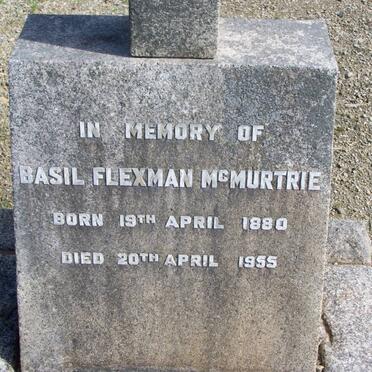 IN MEMORY OF
BASIL FLEXMAN McMURTRIE
BORN 19TH APRIL 1880
DIED 20TH APRIL 1955